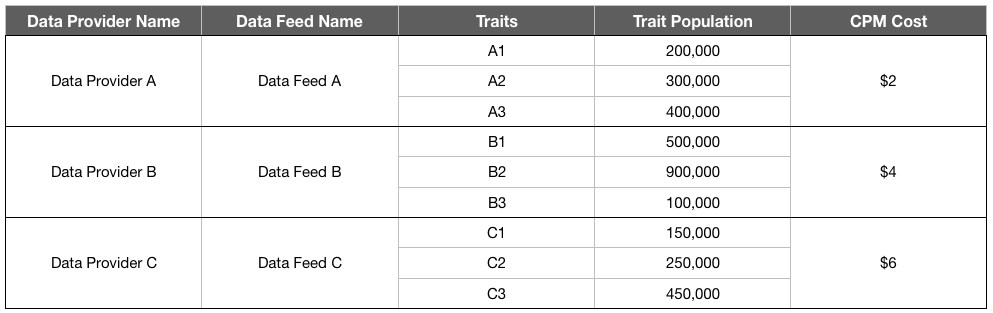 Data Provider Name Data Feed Name Traits Trait Population CPM Cost
A1 200,000
Data Provider A Data Feed A A2 300,000 $2
A3 400,000
B1 500,000
Data Provider B Data Feed B B2 900,000 $4
B3 100,000
C1 150,000
Data Provider C Data Feed C C2 250,000 $6
C3 450,000